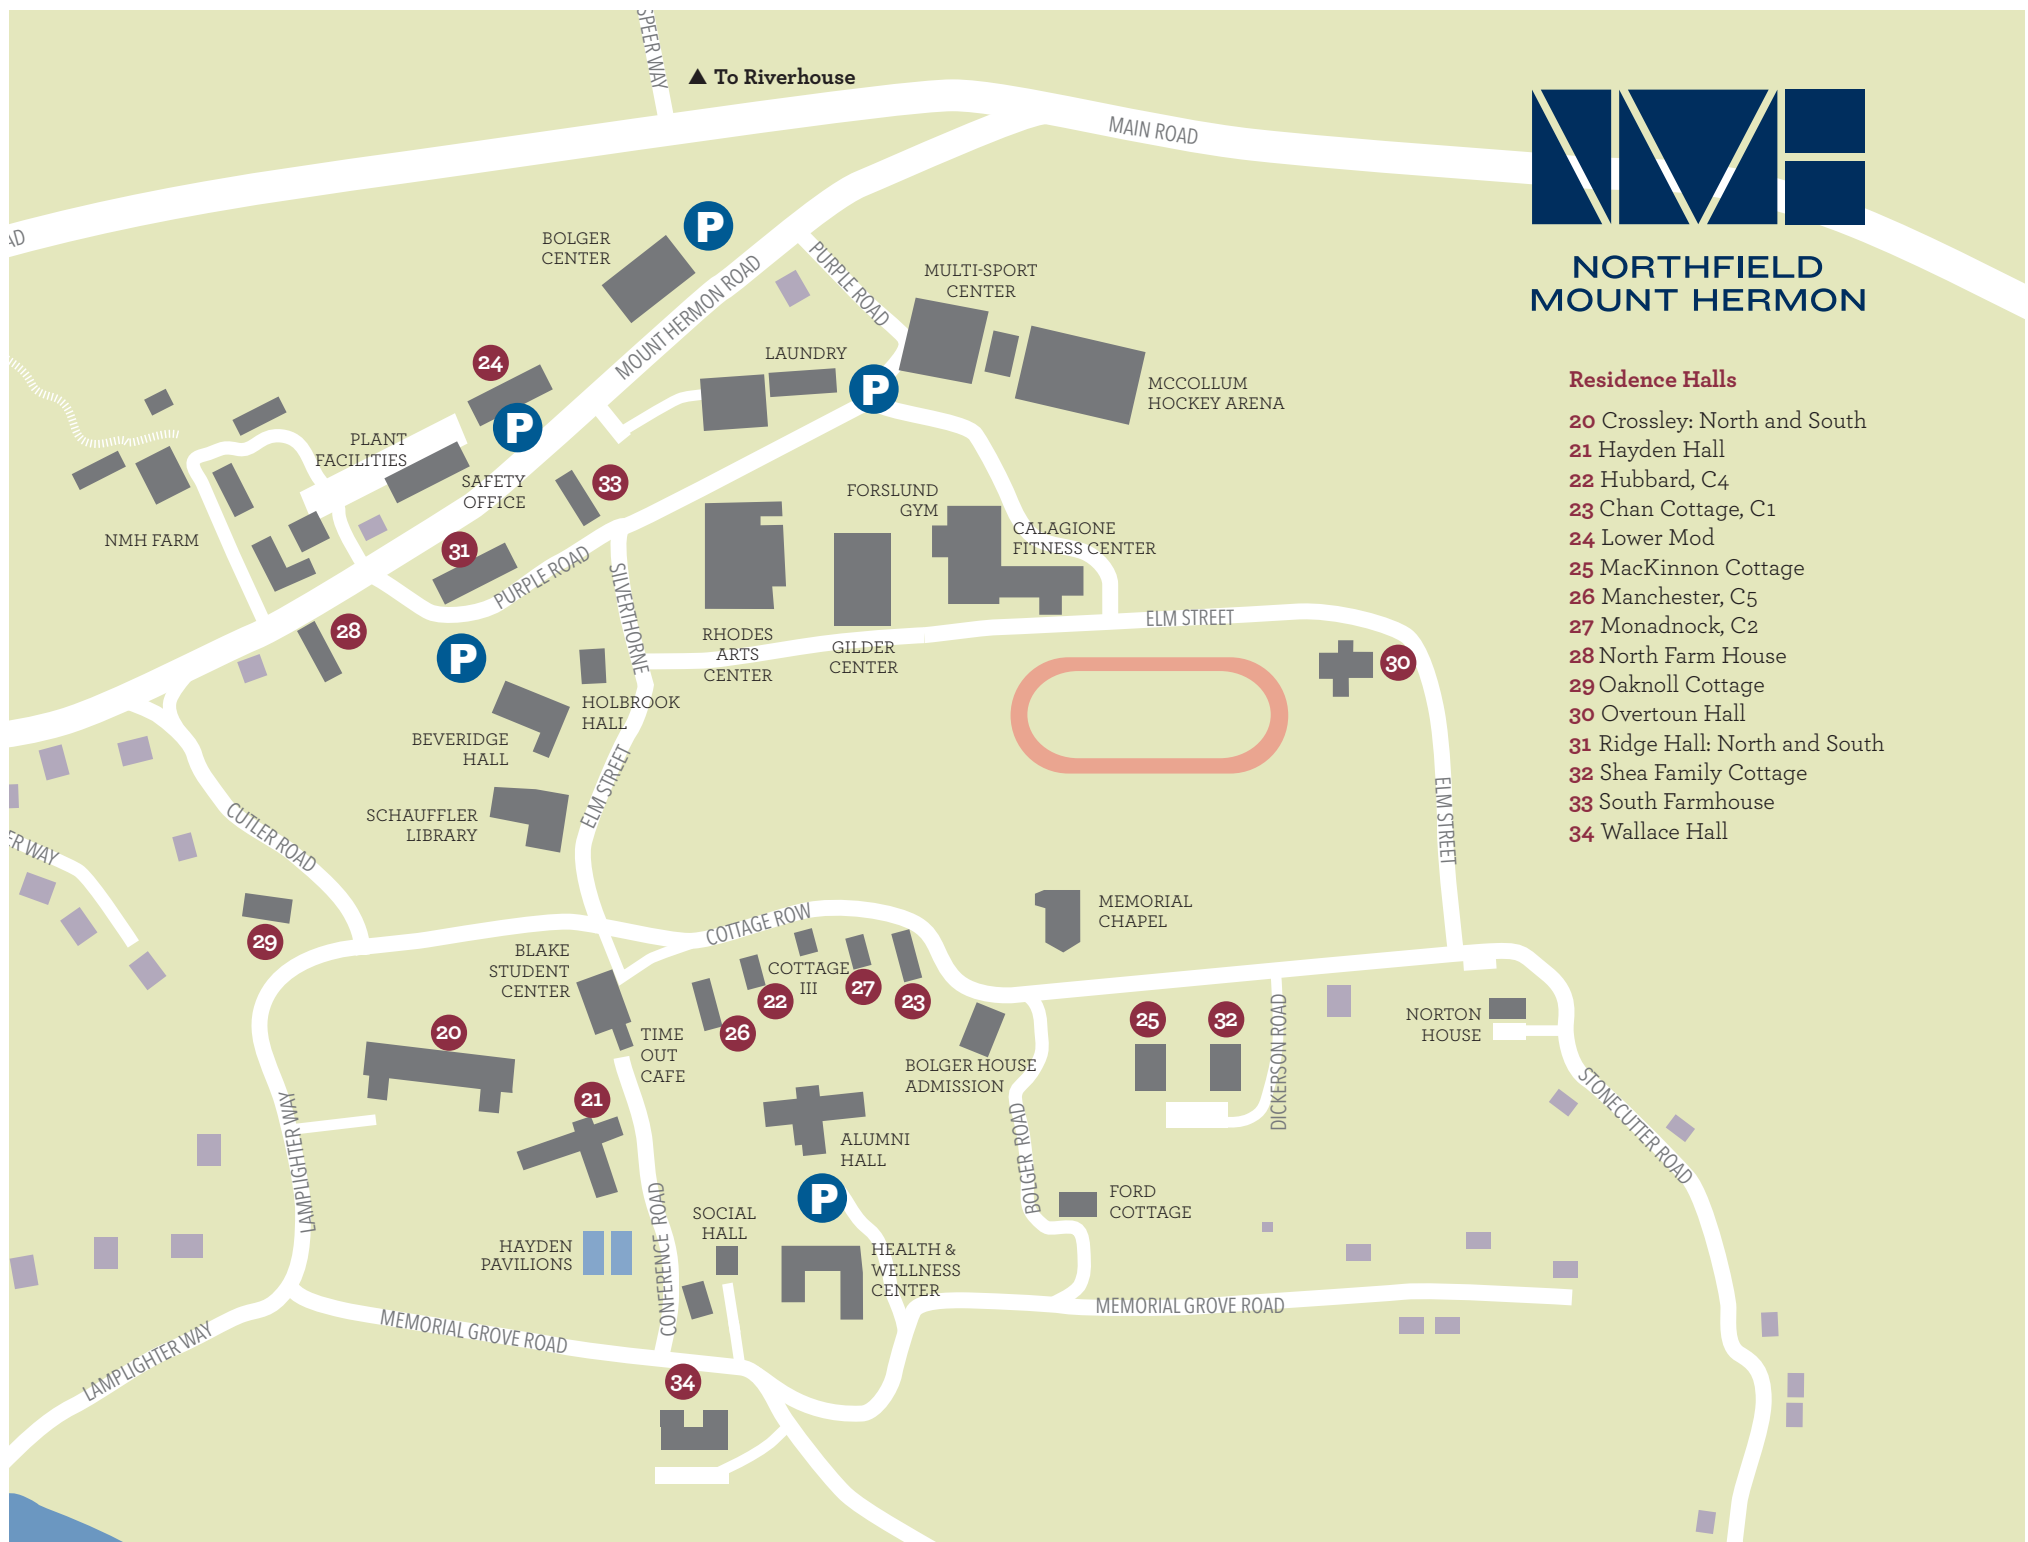 SPEER WAY
▲ To Riverhouse
MAIN ROAD
NORTHFIELD
MOUNT HERMON
AD
BOLGER
CENTER
P
MOUNT HERMON ROAD
PURPLE ROAD
MULTI-SPORT
CENTER
MCCOLLUM
HOCKEY ARENA
LAUNDRY
P
24
P
PLANT
FACILITIES
SAFETY
OFFICE
33
NMH FARM
31
PURPLE ROAD
SILVERTHORNE
FORSLUND
GYM
CALAGIONE
FITNESS CENTER
ELM STREET
RHODES
ARTS
CENTER
GILDER
CENTER
28
P
HOLBROOK
HALL
BEVERIDGE
HALL
30
Residence Halls
20 Crossley: North and South
21 Hayden Hall
22 Hubbard, C4
23 Chan Cottage, C1
24 Lower Mod
25 MacKinnon Cottage
26 Manchester, C5
27 Monadnock, C2
28 North Farm House
29 Oaknoll Cottage
30 Overtoun Hall
31 Ridge Hall: North and South
32 Shea Family Cottage
33 South Farmhouse
34 Wallace Hall
ELM STREET
SCHAUFFLER
LIBRARY
ELM STREET
CUTLER ROAD
ER WAY
29
COTTAGE ROW
MEMORIAL
CHAPEL
BLAKE
STUDENT
CENTER
COTTAGE
III
22
27
23
26
TIME
OUT
CAFE
20
21
BOLGER HOUSE
ADMISSION
25
32
DICKERSON ROAD
NORTON
HOUSE
STONECUTTER ROAD
LAMPLIGHTER WAY
ALUMNI
HALL
P
BOLGER ROAD
FORD
COTTAGE
HAYDEN
PAVILIONS
CONFERENCE ROAD
SOCIAL
HALL
HEALTH &
WELLNESS
CENTER
MEMORIAL GROVE ROAD
MEMORIAL GROVE ROAD
LAMPLIGHTER WAY
34